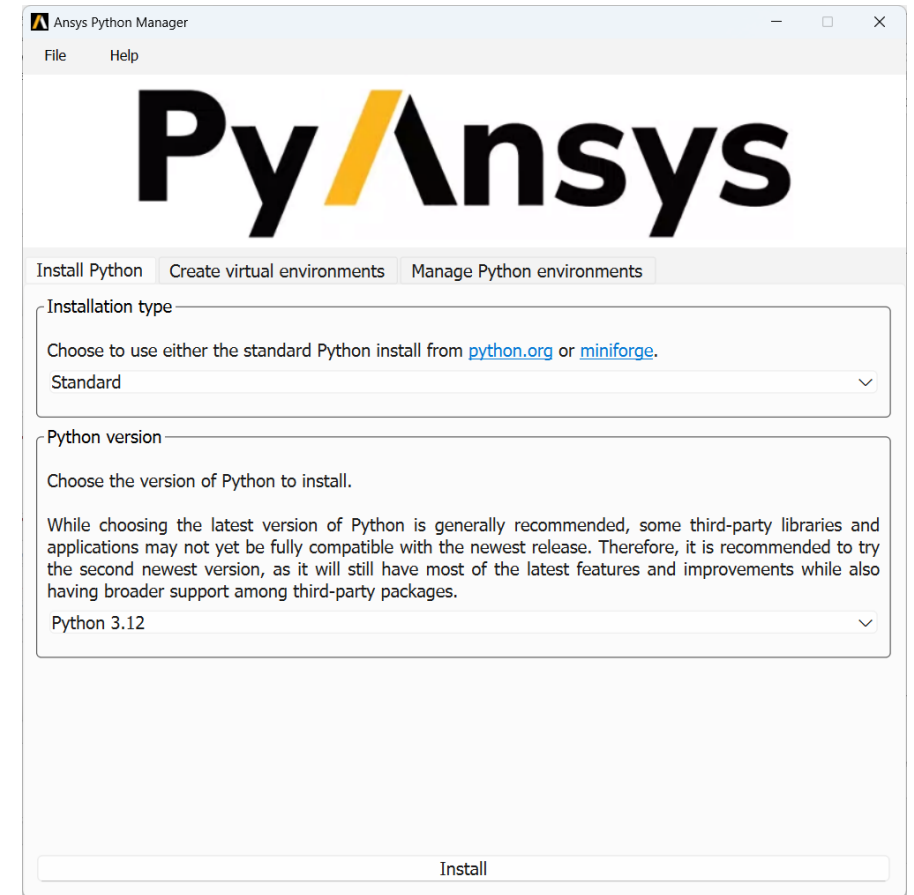 Ansys Python Manager
File Help
PyAnsys
Install Python Create virtual environments Manage Python environments
Installation type
Choose to use either the standard Python install from python.org or miniforge.
Standard
Python version
Choose the version of Python to install.
While choosing the latest version of Python is generally recommended, some third-party libraries and
applications may not yet be fully compatible with the newest release. Therefore, it is recommended to try
the second newest version, as it will still have most of the latest features and improvements while also
having broader support among third-party packages.
Python 3.12
Install